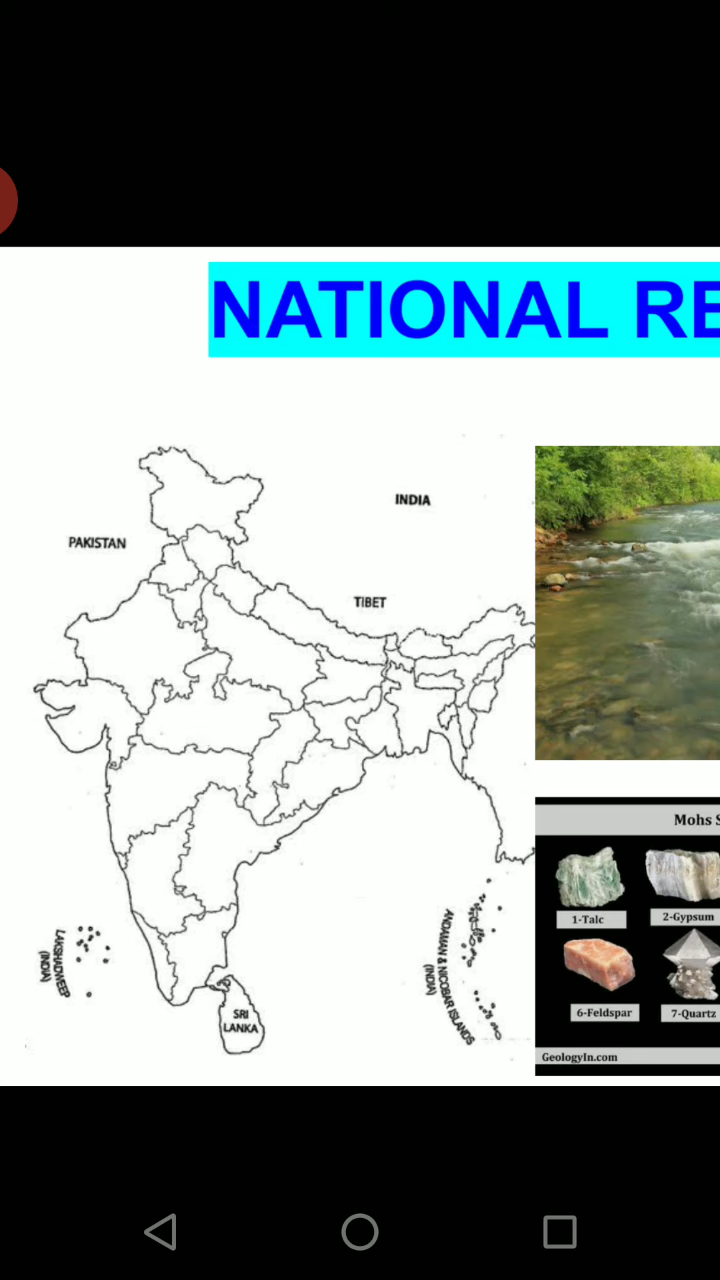 NATIONAL RE
INDIA
PAKISTAN
TIBET
Mohs S
1-Talc
2-Gypsum
LAKSHADWEEP
(INDIA)
ANDAMAN & NICOBAR ISLANDS
(INDIA)
6-Feldspar
7-Quartz
SRI
LANKA
GeologyIn.com